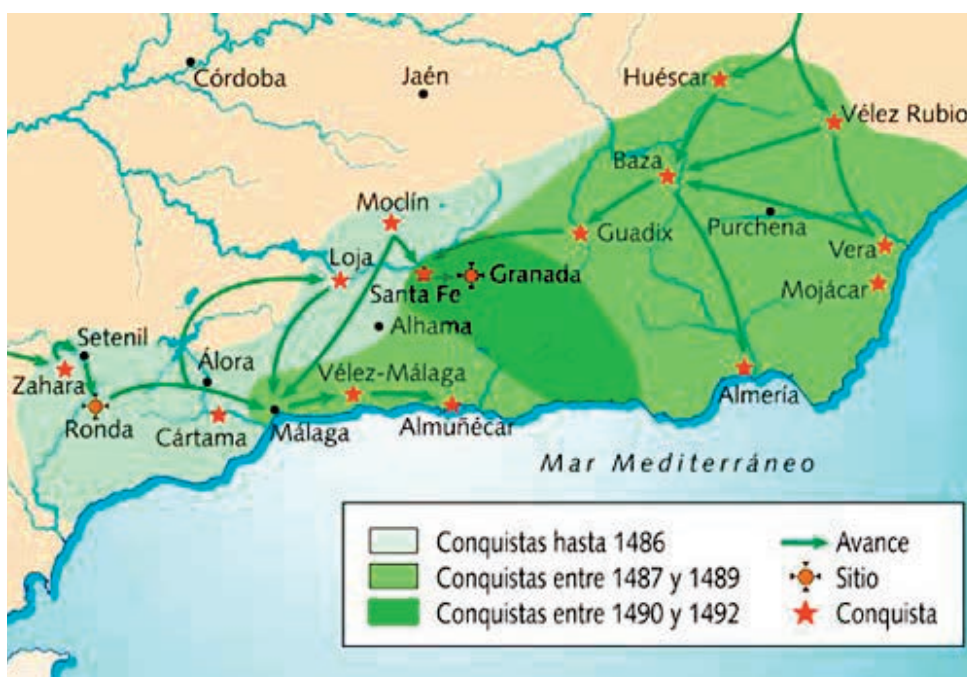 Córdoba
Jaén
Huéscar
Vélez Rubio
Baza
Moclín
Purchena
Guadix
Vera
Loja
Granada
Santa Fe
Mojácar
Alhama
Setenil
Álora
Zahara
Vélez-Málaga
Almería
Ronda
Cártama
Málaga
Almuñécar
Mar Mediterráneo
Conquistas hasta 1486
Conquistas entre 1487 y 1489
Conquistas entre 1490 y 1492
Avance
Sitio
Conquista